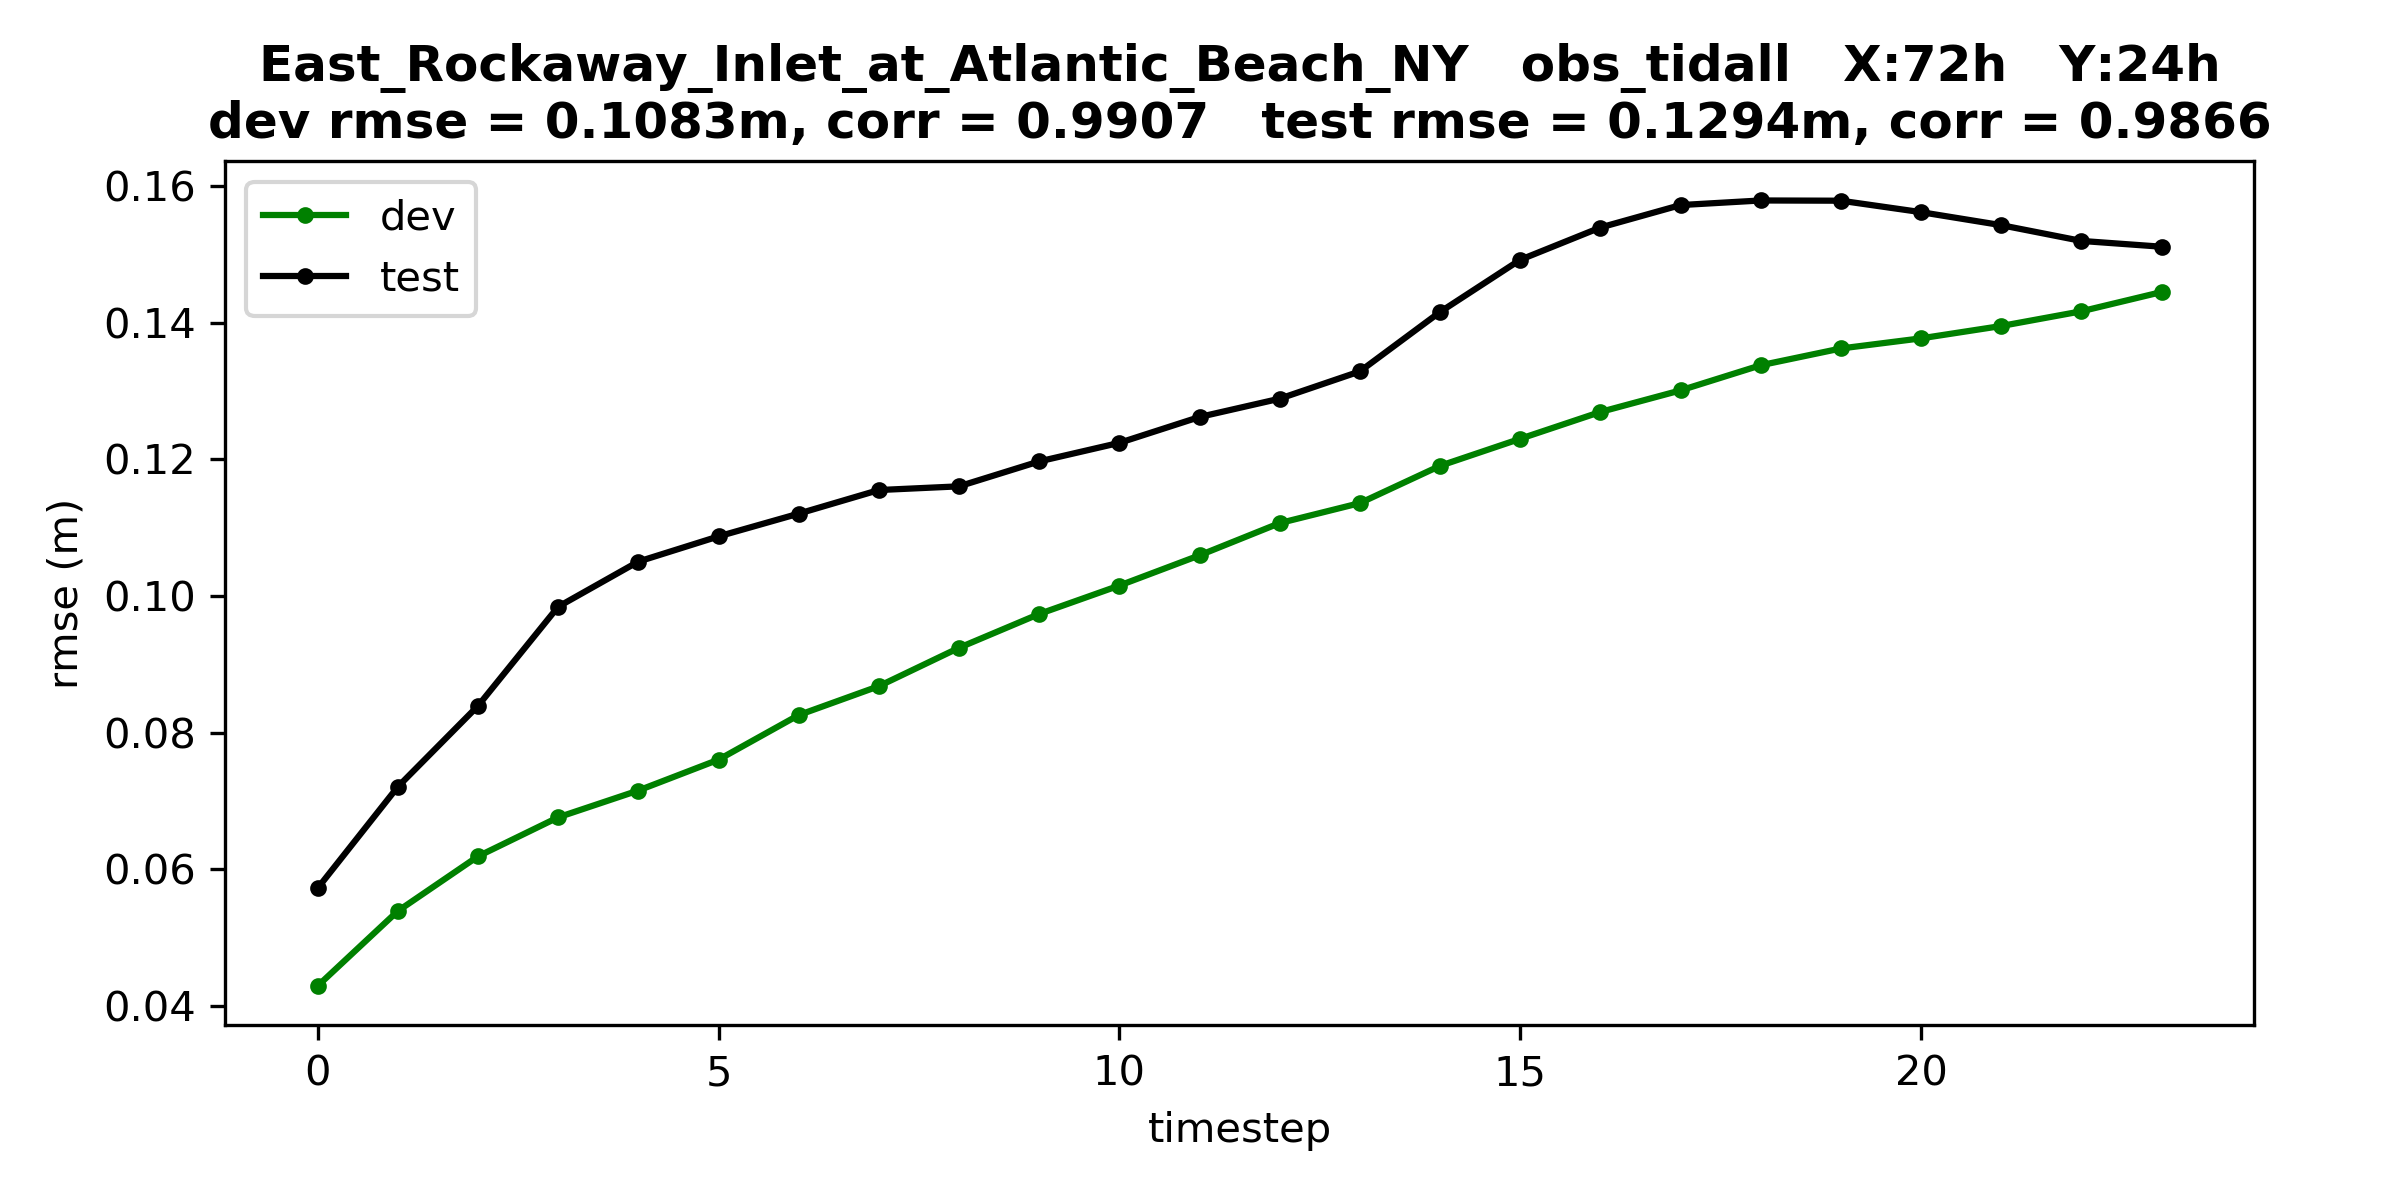 East_Rockaway_Inlet_at_Atlantic_Beach_NY   obs_tidall   X:72h   Y:24h
dev rmse = 0.1083m, corr = 0.9907   test rmse = 0.1294m, corr = 0.9866
dev
test
0.16
0.14
0.12
0.10
0.08
0.06
0.04
rmse (m)
0 5 10 15 20
timestep